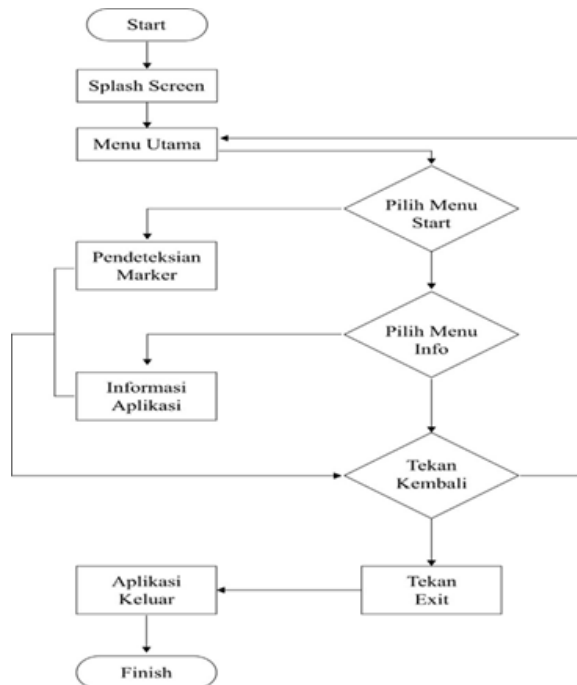 Start
Splash Screen
Menu Utama
Pilih Menu
Start
Pendeteksian
Marker
Pilih Menu
Info
Informasi
Aplikasi
Tekan
Kembali
Aplikasi
Keluar
Tekan
Exit
Finish